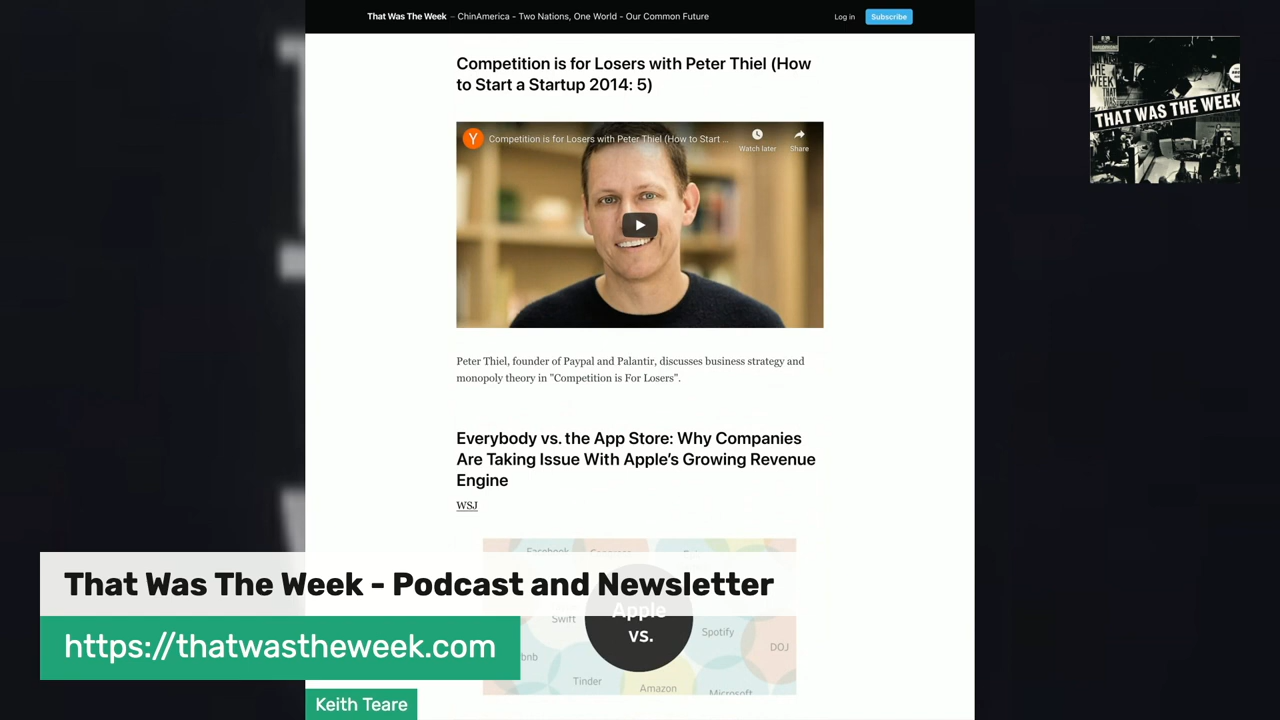 That Was The Week — ChinAmerica - Two Nations, One World - Our Common Future
Log in
Subscribe
Competition is for Losers with Peter Thiel (How
to Start a Startup 2014: 5)
Y
Competition is for Losers with Peter Thiel (How to Start ...
Watch later
Share
THAT WAS THE WEEK
Peter Thiel, founder of Paypal and Palantir, discusses business strategy and
monopoly theory in "Competition is For Losers".
Everybody vs. the App Store: Why Companies
Are Taking Issue With Apple’s Growing Revenue
Engine
WSJ
Facebook
Congress
Swift
Apple
vs.
Spotify
DOJ
bnb
Tinder
Amazon
Microsoft
That Was The Week - Podcast and Newsletter
https://thatwastheweek.com
Keith Teare